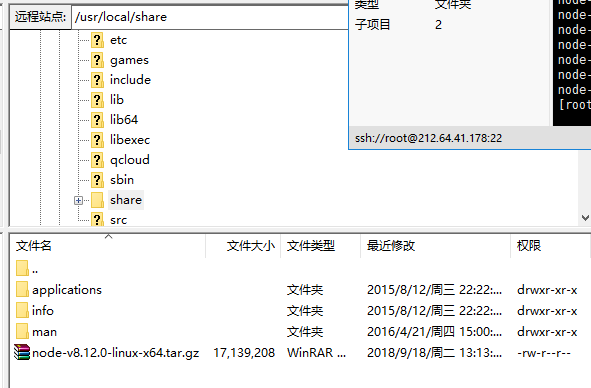 远程站点: /usr/local/share
etc
games
include
lib
lib64
libexec
qcloud
sbin
share
src
类型 文件夹
子项目 2
ssh://root@212.64.41.178:22
node-
node-
node-
node-
node-
node-
node-
[root
文件名 文件大小 文件类型 最近修改 权限
..
applications 文件夹 2015/8/12/周三 22:22:... drwxr-xr-x
info 文件夹 2015/8/12/周三 22:22:... drwxr-xr-x
man 文件夹 2016/4/21/周四 15:00:... drwxr-xr-x
node-v8.12.0-linux-x64.tar.gz 17,139,208 WinRAR ... 2018/9/18/周二 13:13:... -rw-r--r--